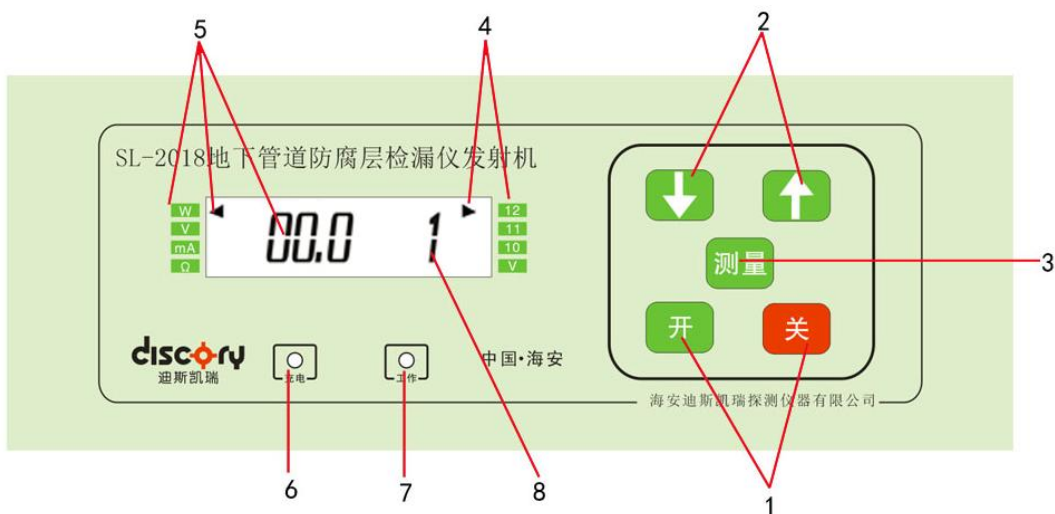 5
4
2
SL-2018地下管道防腐层检漏仪发射机
W
V
mA
Ω
00.0 1
12
11
10
V
测量
3
开
关
discory
迪斯凯瑞
充电
工作
中国·海安
海安迪斯凯瑞探测仪器有限公司
6
7
8
1